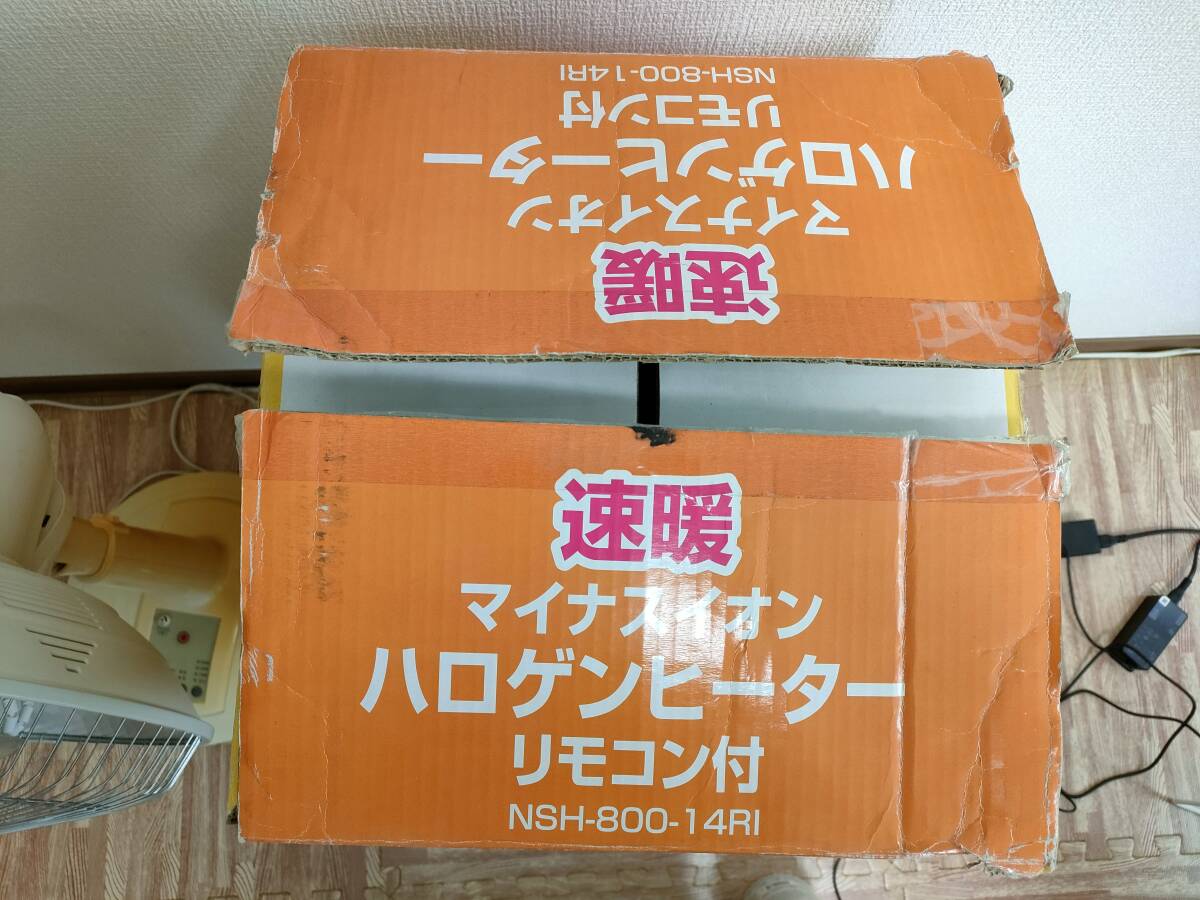 NSH-800-14RI
リモコン付
ハロゲンヒーター
マイナスイオン
速暖
速暖
マイナスイオン
ハロゲンヒーター
リモコン付
NSH-800-14RI